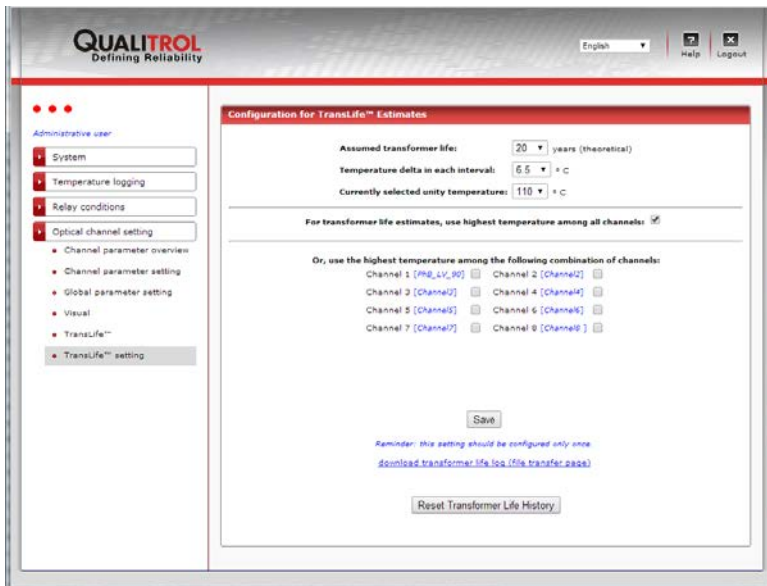 QUALITROL
Defining Reliability
English
Help
Logout
Administrative user
System
Temperature logging
Relay conditions
Optical channel setting
Channel parameter overview
Channel parameter setting
Global parameter setting
Visual
TransLife™
TransLife™ setting
Configuration for TransLife™ Estimates
Assumed transformer life: 20 years (theoretical)
Temperature delta in each interval: 6.5 ° C
Currently selected unity temperature: 110 ° C
For transformer life estimates, use highest temperature among all channels:
Or, use the highest temperature among the following combination of channels:
Channel 1 [PhB_LV_90] Channel 2 [Channel2]
Channel 3 [Channel3] Channel 4 [Channel4]
Channel 5 [Channel5] Channel 6 [Channel6]
Channel 7 [Channel7] Channel 8 [Channel8 ]
Save
Reminder: this setting should be configured only once
download transformer life log (file transfer page)
Reset Transformer Life History